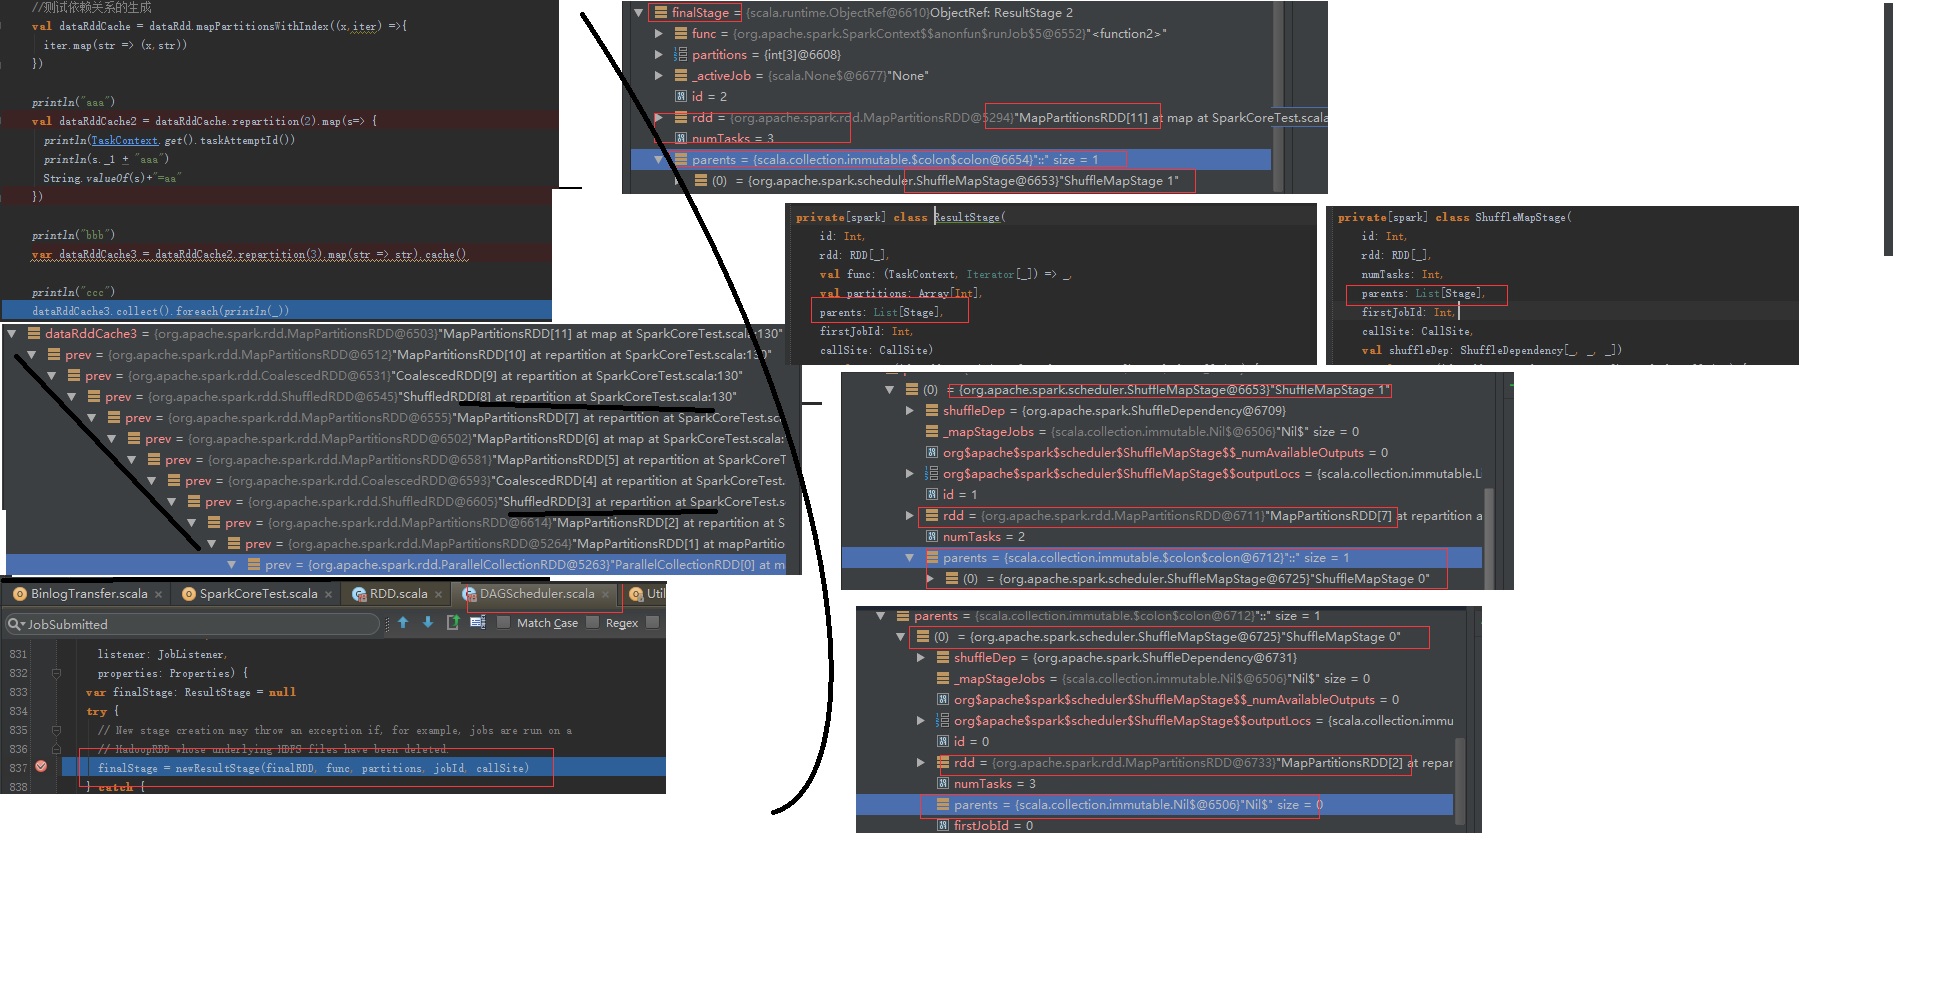 //测试依赖关系的生成
val dataRddCache = dataRdd.mapPartitionsWithIndex((x,iter) =>{
iter.map(str => (x,str))
})
println("aaa")
val dataRddCache2 = dataRddCache.repartition(2).map(s=> {
println(TaskContext.get().taskAttemptId())
println(s._1 + "aaa")
String.valueOf(s)+"=aa"
})
println("bbb")
var dataRddCache3 = dataRddCache2.repartition(3).map(str => str).cache()
println("ccc")
dataRddCache3.collect().foreach(println(_))
dataRddCache3 = {org.apache.spark.rdd.MapPartitionsRDD@6503}"MapPartitionsRDD[11] at map at SparkCoreTest.scala:130"
prev = {org.apache.spark.rdd.MapPartitionsRDD@6512}"MapPartitionsRDD[10] at repartition at SparkCoreTest.scala:130"
prev = {org.apache.spark.rdd.CoalescedRDD@6531}"CoalescedRDD[9] at repartition at SparkCoreTest.scala:130"
prev = {org.apache.spark.rdd.ShuffledRDD@6545}"ShuffledRDD[8] at repartition at SparkCoreTest.scala:130"
prev = {org.apache.spark.rdd.MapPartitionsRDD@6555}"MapPartitionsRDD[7] at repartition at SparkCoreTest.sc
prev = {org.apache.spark.rdd.MapPartitionsRDD@6502}"MapPartitionsRDD[6] at map at SparkCoreTest.scala:
prev = {org.apache.spark.rdd.MapPartitionsRDD@6581}"MapPartitionsRDD[5] at repartition at SparkCoreT
prev = {org.apache.spark.rdd.CoalescedRDD@6593}"CoalescedRDD[4] at repartition at SparkCoreTest.
prev = {org.apache.spark.rdd.ShuffledRDD@6605}"ShuffledRDD[3] at repartition at SparkCoreTest.s
prev = {org.apache.spark.rdd.MapPartitionsRDD@6614}"MapPartitionsRDD[2] at repartition at S
prev = {org.apache.spark.rdd.MapPartitionsRDD@5264}"MapPartitionsRDD[1] at mapPartitio
prev = {org.apache.spark.rdd.ParallelCollectionRDD@5263}"ParallelCollectionRDD[0] at m
BinlogTransfer.scala SparkCoreTest.scala RDD.scala DAGScheduler.scala Util
JobSubmitted Match Case Regex
831 listener: JobListener,
832 properties: Properties) {
833 var finalStage: ResultStage = null
834 try {
835 // New stage creation may throw an exception if, for example, jobs are run on a
836 // HadoopRDD whose underlying HDFS files have been deleted.
837 finalStage = newResultStage(finalRDD, func, partitions, jobId, callSite)
838 } catch {
finalStage = {scala.runtime.ObjectRef@6610}ObjectRef: ResultStage 2
func = {org.apache.spark.SparkContext$$anonfun$runJob$5@6552}"<function2>"
partitions = {int[3]@6608}
_activeJob = {scala.None$@6677}"None"
id = 2
rdd = {org.apache.spark.rdd.MapPartitionsRDD@5294}"MapPartitionsRDD[11] at map at SparkCoreTest.scala
numTasks = 3
parents = {scala.collection.immutable.$colon$colon@6654}"::" size = 1
(0) = {org.apache.spark.scheduler.ShuffleMapStage@6653}"ShuffleMapStage 1"
private[spark] class ResultStage(
id: Int,
rdd: RDD[_],
val func: (TaskContext, Iterator[_]) => _,
val partitions: Array[Int],
parents: List[Stage],
firstJobId: Int,
callSite: CallSite)
private[spark] class ShuffleMapStage(
id: Int,
rdd: RDD[_],
numTasks: Int,
parents: List[Stage],
firstJobId: Int,
callSite: CallSite,
val shuffleDep: ShuffleDependency[_, _, _])
(0) = {org.apache.spark.scheduler.ShuffleMapStage@6653}"ShuffleMapStage 1"
shuffleDep = {org.apache.spark.ShuffleDependency@6709}
_mapStageJobs = {scala.collection.immutable.Nil$@6506}"Nil$" size = 0
org$apache$spark$scheduler$ShuffleMapStage$$_numAvailableOutputs = 0
org$apache$spark$scheduler$ShuffleMapStage$$outputLocs = {scala.collection.immutable.L
id = 1
rdd = {org.apache.spark.rdd.MapPartitionsRDD@6711}"MapPartitionsRDD[7] at repartition a
numTasks = 2
parents = {scala.collection.immutable.$colon$colon@6712}"::" size = 1
(0) = {org.apache.spark.scheduler.ShuffleMapStage@6725}"ShuffleMapStage 0"
parents = {scala.collection.immutable.$colon$colon@6712}"::" size = 1
(0) = {org.apache.spark.scheduler.ShuffleMapStage@6725}"ShuffleMapStage 0"
shuffleDep = {org.apache.spark.ShuffleDependency@6731}
_mapStageJobs = {scala.collection.immutable.Nil$@6506}"Nil$" size = 0
org$apache$spark$scheduler$ShuffleMapStage$$_numAvailableOutputs = 0
org$apache$spark$scheduler$ShuffleMapStage$$outputLocs = {scala.collection.immu
id = 0
rdd = {org.apache.spark.rdd.MapPartitionsRDD@6733}"MapPartitionsRDD[2] at repar
numTasks = 3
parents = {scala.collection.immutable.Nil$@6506}"Nil$" size = 0
firstJobId = 0